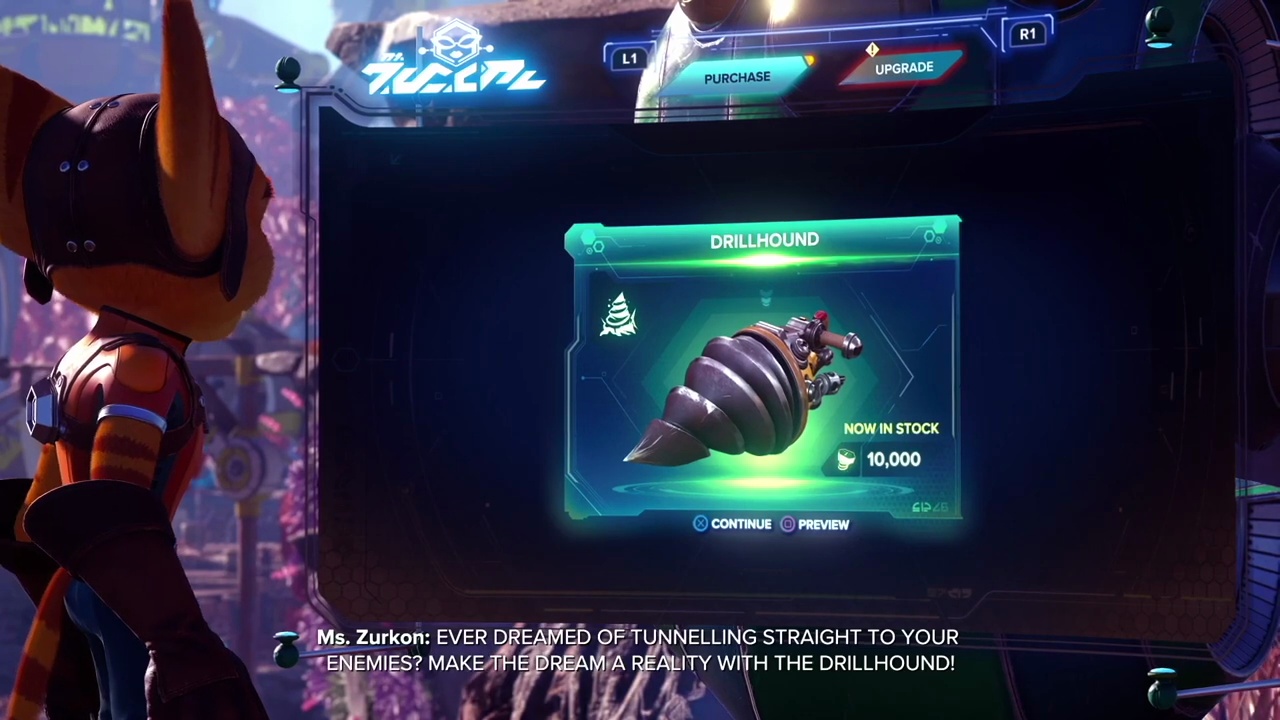 L1
PURCHASE
UPGRADE
R1
DRILLHOUND
NOW IN STOCK
10,000
CONTINUE PREVIEW
Ms. Zurkon: EVER DREAMED OF TUNNELLING STRAIGHT TO YOUR
ENEMIES? MAKE THE DREAM A REALITY WITH THE DRILLHOUND!